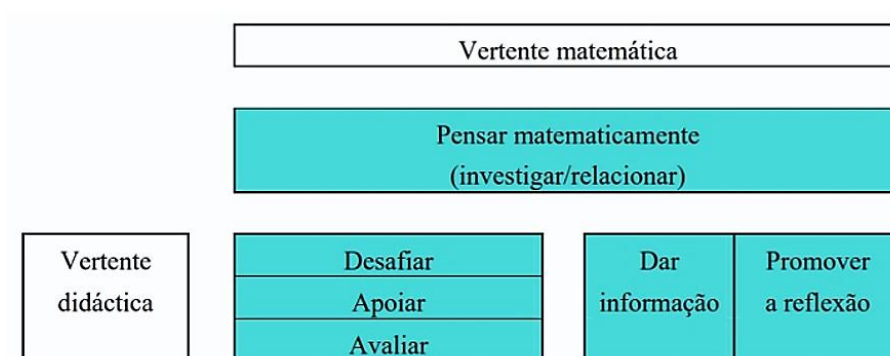 Vertente matemática
Pensar matematicamente
(investigar/relacionar)
Vertente
didáctica
Desafiar
Apoiar
Avaliar
Dar
informação
Promover
a reflexão